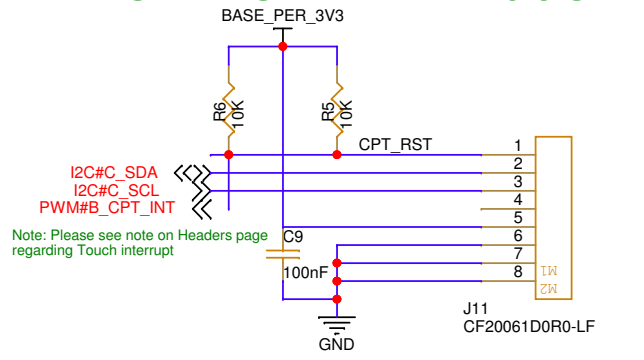 BASE_PER_3V3
R6
10K
R5
10K
CPT_RST
1
2
3
4
5
6
7
8
I2C#C_SDA
I2C#C_SCL
PWM#B_CPT_INT
Note: Please see note on Headers page
regarding Touch interrupt
C9
100nF
M1
M2
J11
CF20061D0R0-LF
GND